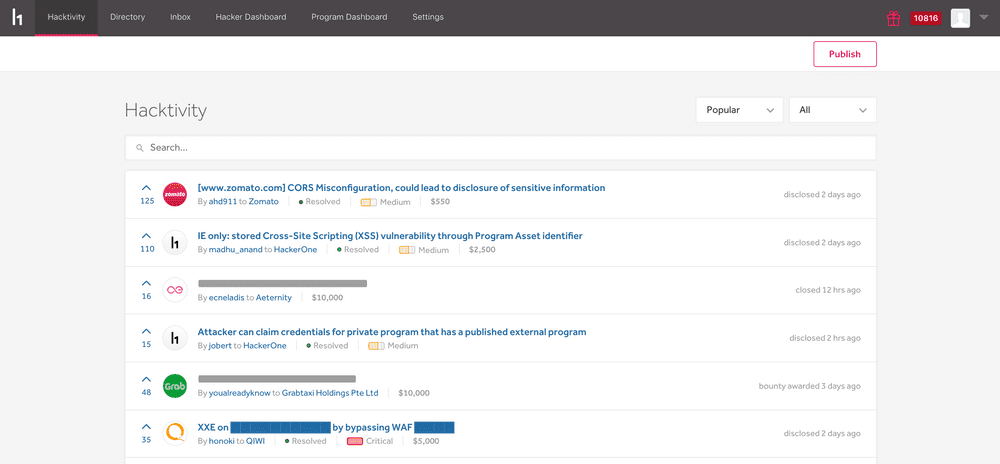 h1 Hacktivity Directory Inbox Hacker Dashboard Program Dashboard Settings 10816
Publish
Hacktivity Popular All
Search...
zomato [www.zomato.com] CORS Misconfiguration, could lead to disclosure of sensitive information
125 By ahd911 to Zomato Resolved Medium $550 disclosed 2 days ago
h1 IE only: stored Cross-Site Scripting (XSS) vulnerability through Program Asset identifier
110 By madhu_anand to HackerOne Resolved Medium $2,500 disclosed 2 days ago
16 By ecneladis to Aeternity $10,000 closed 12 hrs ago
h1 Attacker can claim credentials for private program that has a published external program
15 By jobert to HackerOne Resolved Medium disclosed 2 hrs ago
Grab
48 By youalreadyknow to Grabtaxi Holdings Pte Ltd $10,000 bounty awarded 3 days ago
XXE on by bypassing WAF
35 By honoki to QIWI Resolved Critical $5,000 disclosed 2 days ago